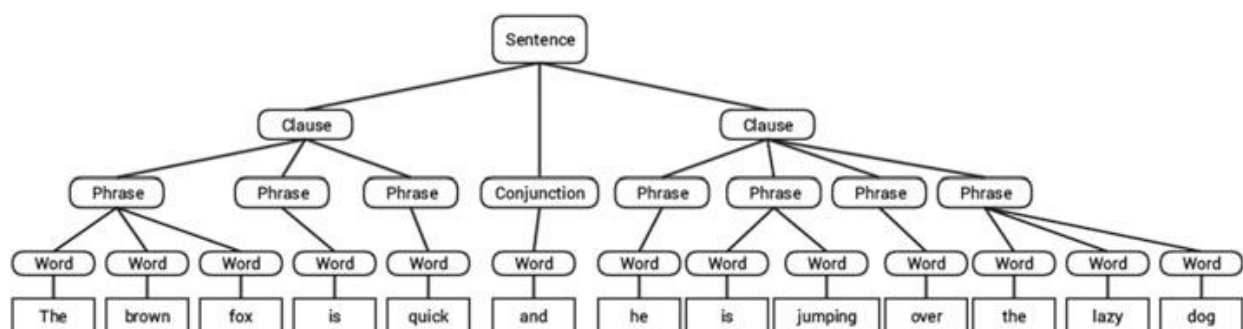 Sentence
Clause Clause
Phrase Phrase Phrase Conjunction Phrase Phrase Phrase Phrase
Word Word Word Word Word Word Word Word Word Word Word Word Word
The brown fox is quick and he is jumping over the lazy dog